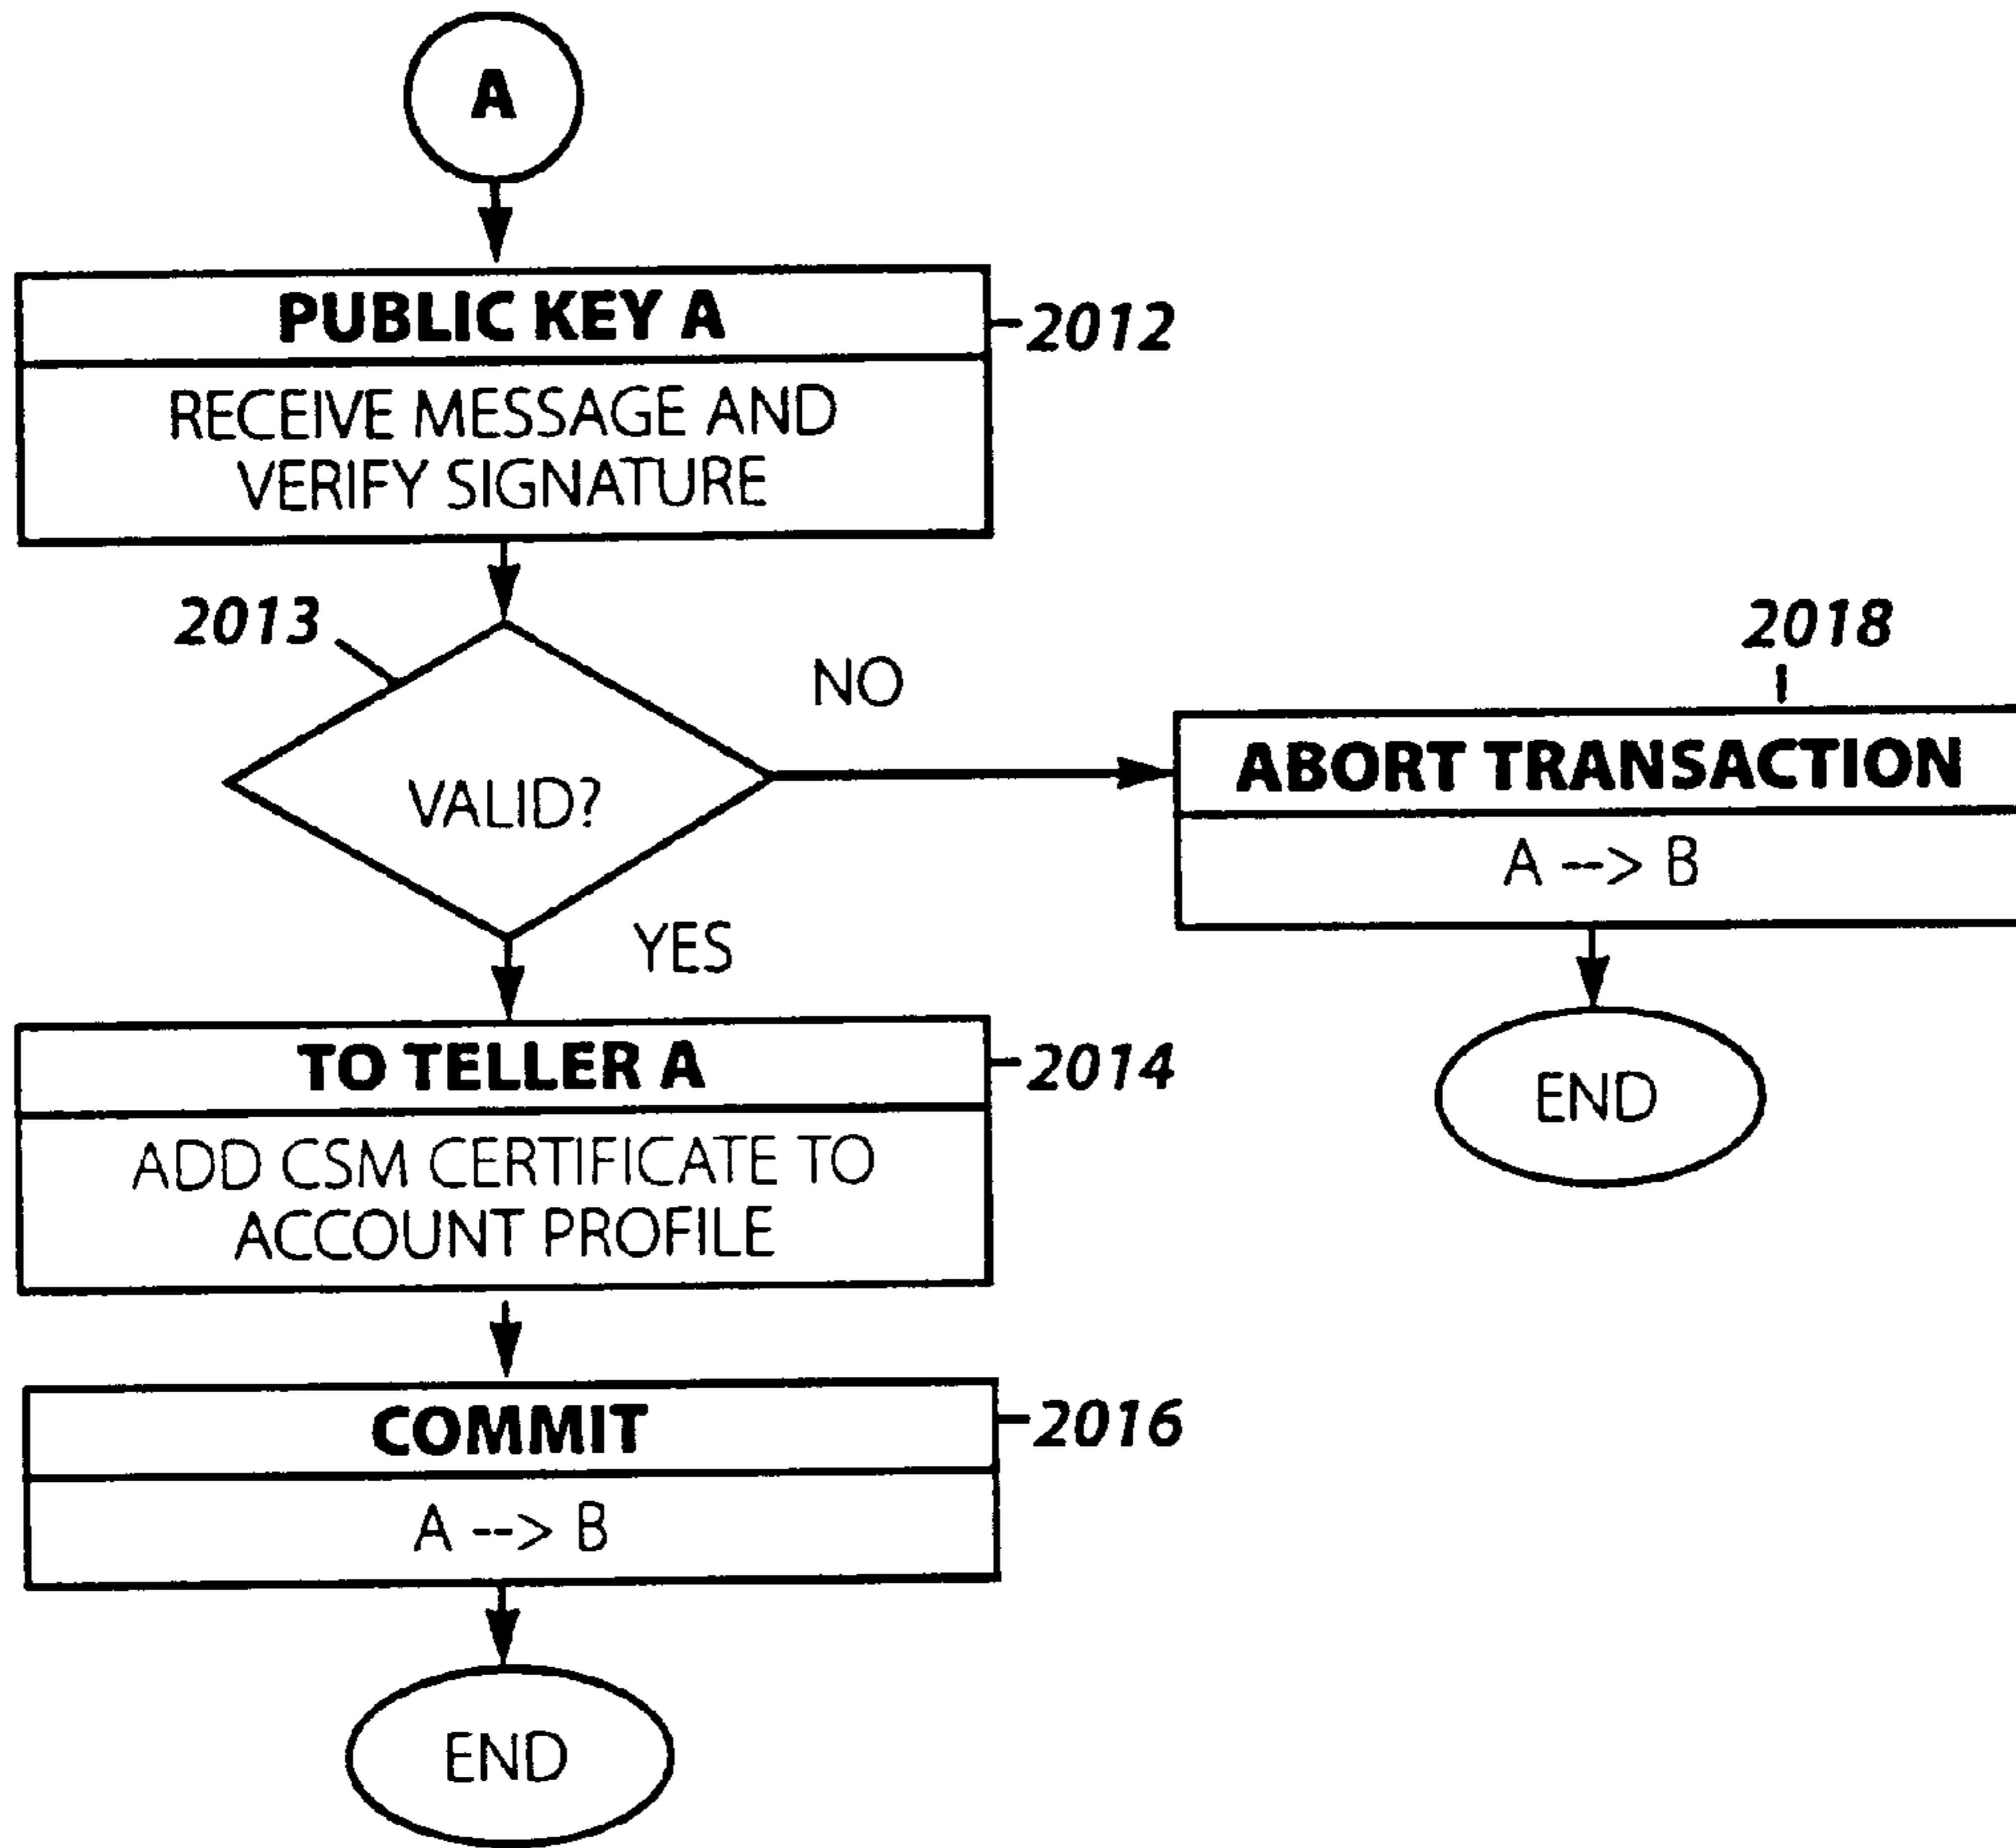 A
PUBLIC KEY A
2012
RECEIVE MESSAGE AND
VERIFY SIGNATURE
2013
NO
2018
VALID?
ABORT TRANSACTION
A --> B
YES
TO TELLER A
2014
END
ADD CSM CERTIFICATE TO
ACCOUNT PROFILE
COMMIT
2016
A --> B
END